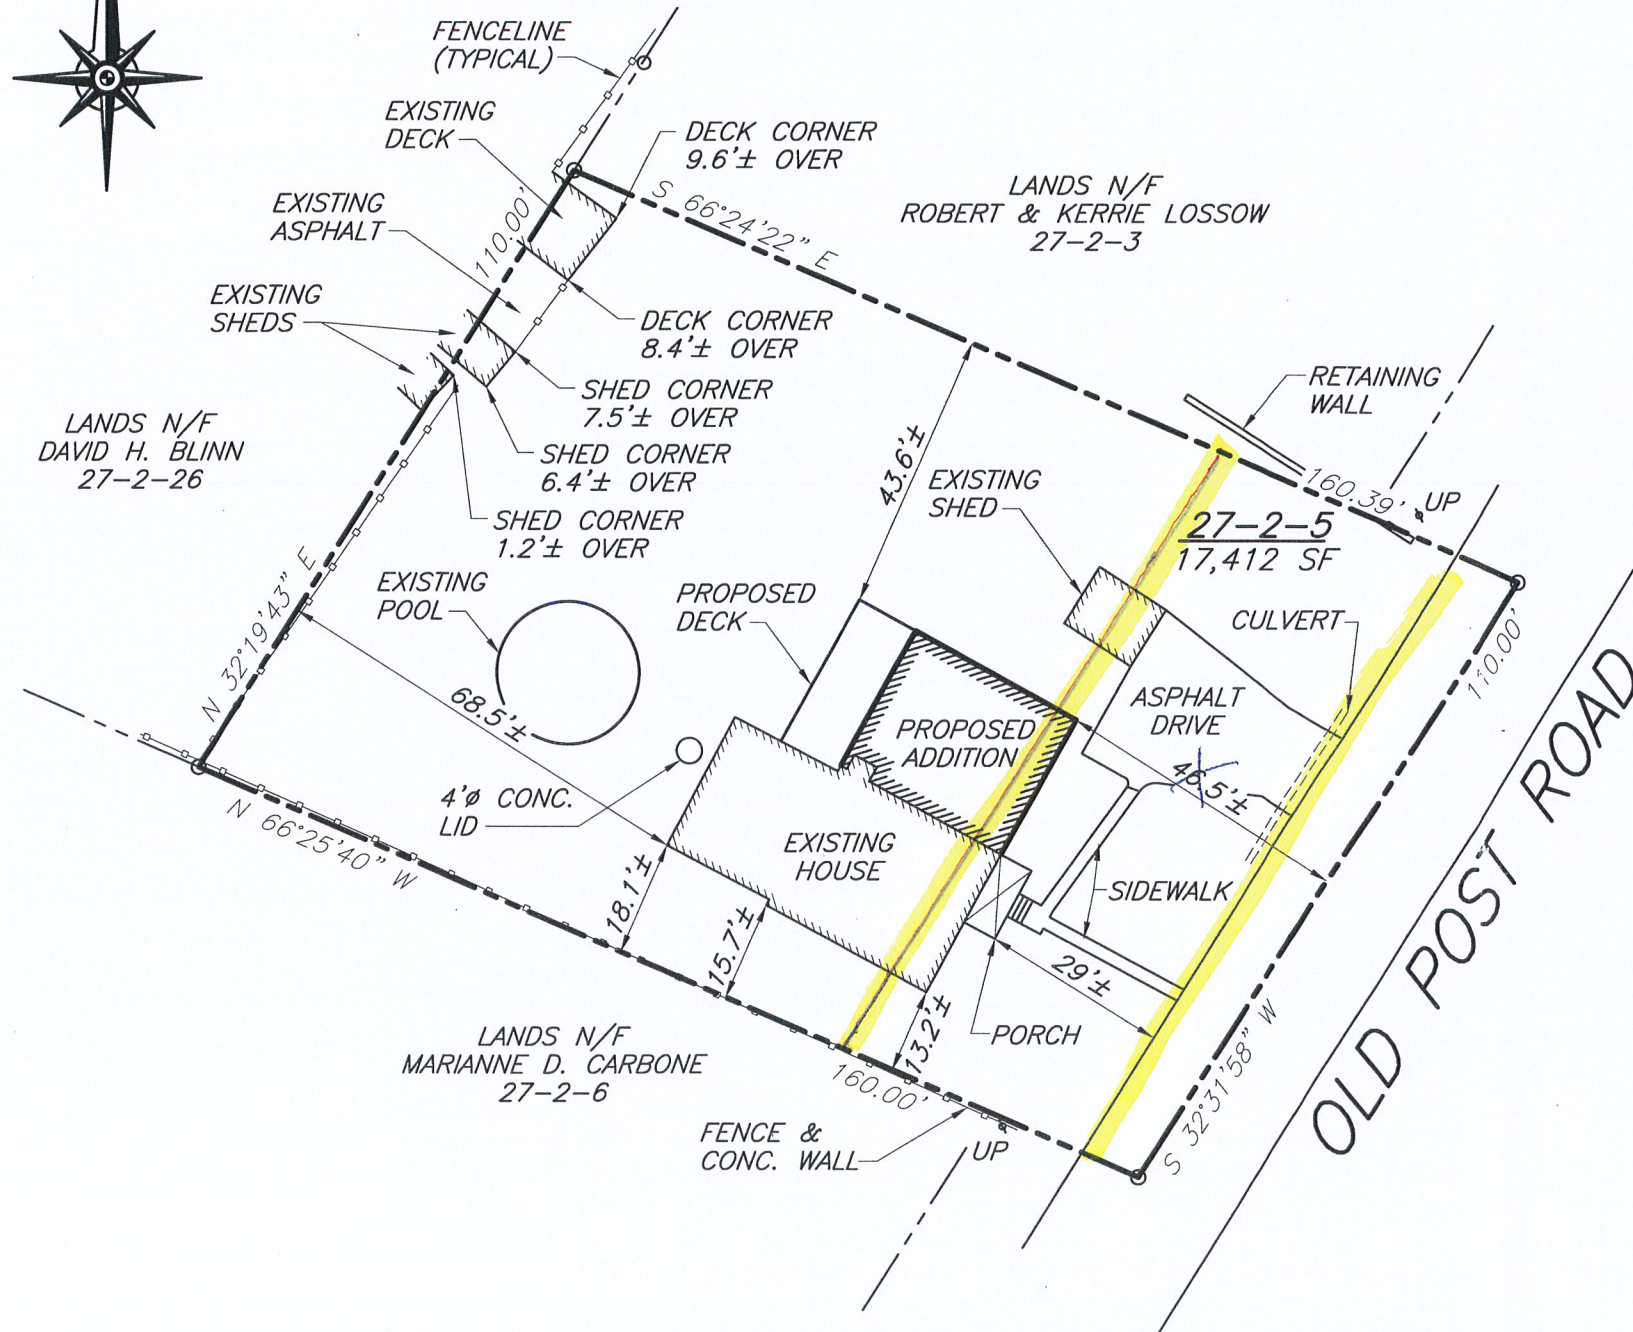 FENCELINE
(TYPICAL)
EXISTING
DECK
DECK CORNER
9.6'± OVER
LANDS N/F
ROBERT & KERRIE LOSSOW
27-2-3
S 66°24'22" E
110.00'
EXISTING
ASPHALT
EXISTING
SHEDS
DECK CORNER
8.4'± OVER
SHED CORNER
7.5'± OVER
RETAINING
WALL
LANDS N/F
DAVID H. BLINN
27-2-26
SHED CORNER
6.4'± OVER
43.6'±
EXISTING
SHED
160.39'
UP
SHED CORNER
1.2'± OVER
27-2-5
17,412 SF
N 32°19'43" E
EXISTING
POOL
PROPOSED
DECK
CULVERT
110.00'
68.5'±
ASPHALT
DRIVE
PROPOSED
ADDITION
46.5'±
OLD POST ROAD
4'ø CONC.
LID
N 66°25'40" W
EXISTING
HOUSE
18.1'±
SIDEWALK
15.7'±
29'±
LANDS N/F
MARIANNE D. CARBONE
27-2-6
13.2'±
PORCH
160.00'
S 32°31'58" W
FENCE &
CONC. WALL
UP